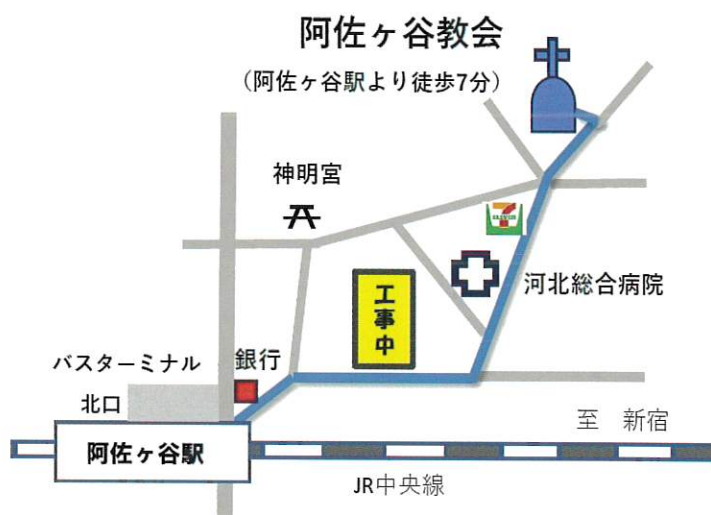 阿佐ヶ谷教会
（阿佐ヶ谷駅より徒歩7分）
神明宮
河北総合病院
工事中
バスターミナル
銀行
北口
至 新宿
阿佐ヶ谷駅
JR中央線